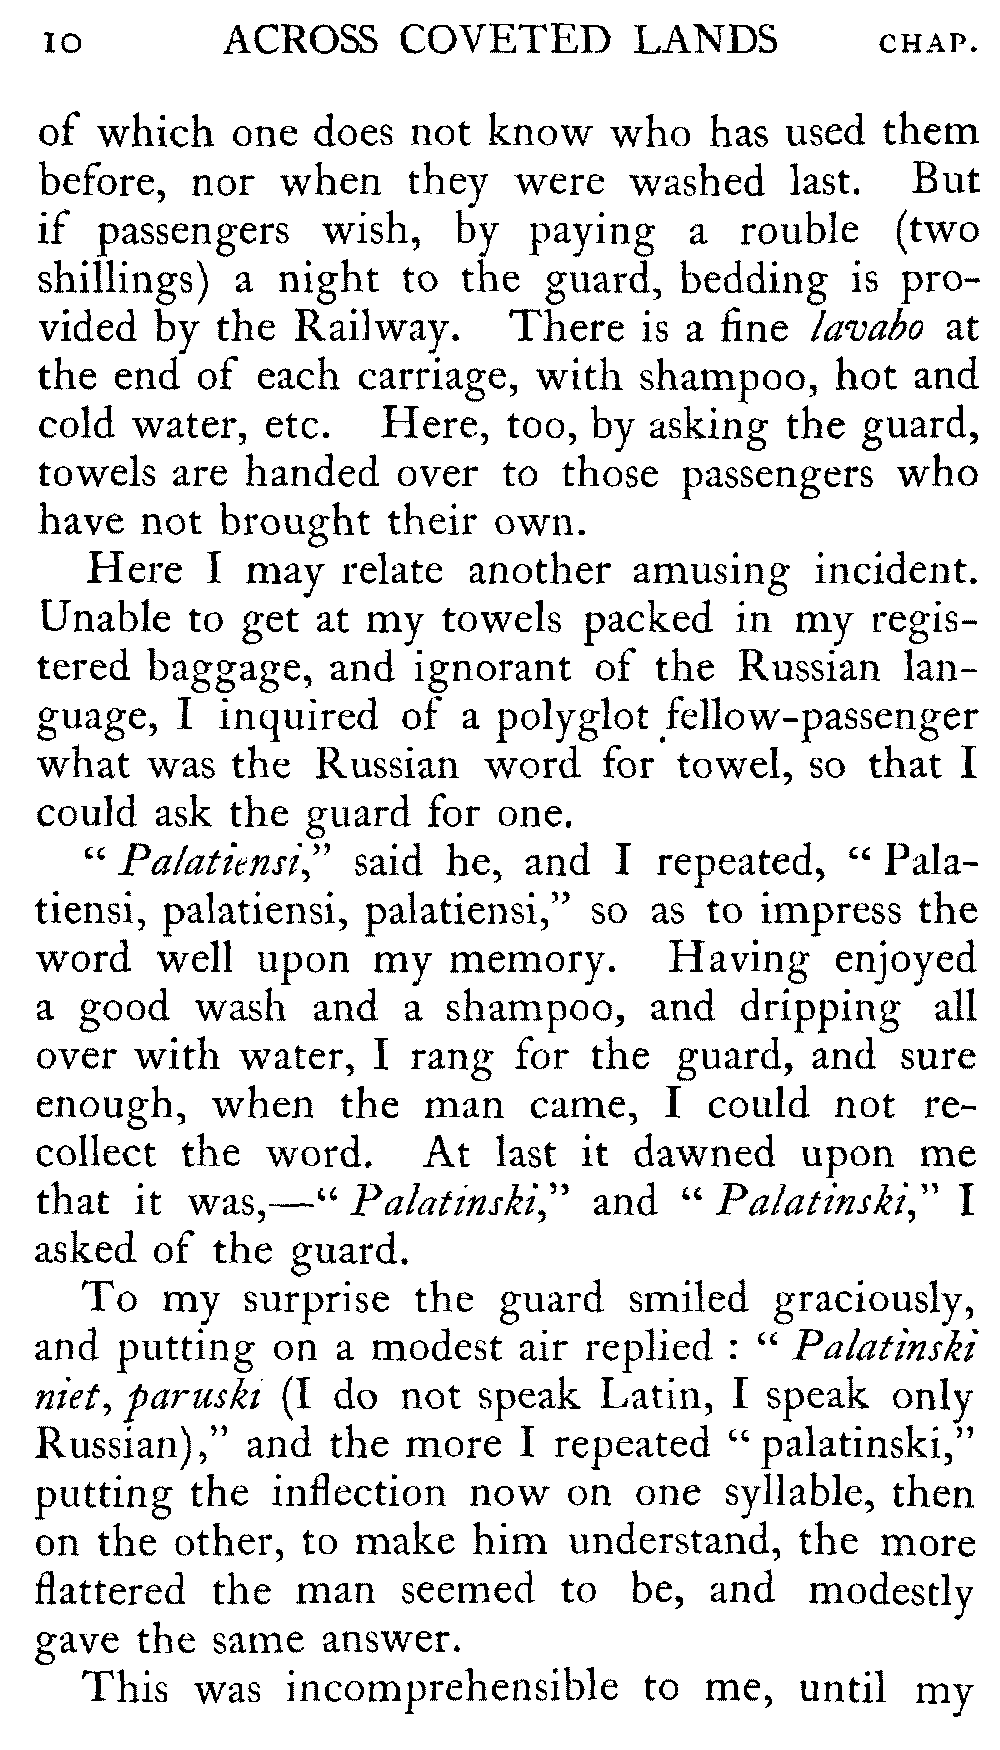 10 ACROSS COVETED LANDS CHAP.
of which one does not know who has used them
before, nor when they were washed last. But
if passengers wish, by paying a rouble (two
shillings) a night to the guard, bedding is pro-
vided by the Railway. There is a fine lavabo at
the end of each carriage, with shampoo, hot and
cold water, etc. Here, too, by asking the guard,
towels are handed over to those passengers who
have not brought their own.
Here I may relate another amusing incident.
Unable to get at my towels packed in my regis-
tered baggage, and ignorant of the Russian lan-
guage, I inquired of a polyglot fellow-passenger
what was the Russian word for towel, so that I
could ask the guard for one.
“ Palatiensi,” said he, and I repeated, “ Pala-
tiensi, palatiensi, palatiensi,” so as to impress the
word well upon my memory. Having enjoyed
a good wash and a shampoo, and dripping all
over with water, I rang for the guard, and sure
enough, when the man came, I could not re-
collect the word. At last it dawned upon me
that it was,—“ Palatinski,” and “ Palatinski,” I
asked of the guard.
To my surprise the guard smiled graciously,
and putting on a modest air replied : “ Palatinski
niet, paruski (I do not speak Latin, I speak only
Russian),” and the more I repeated “ palatinski,”
putting the inflection now on one syllable, then
on the other, to make him understand, the more
flattered the man seemed to be, and modestly
gave the same answer.
This was incomprehensible to me, until my